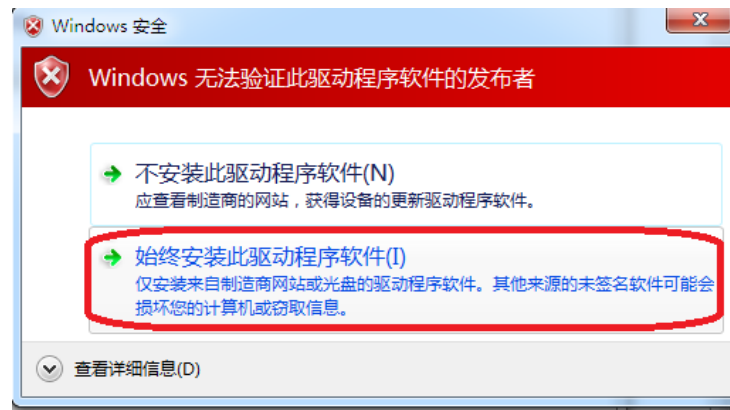 Windows 安全
Windows 无法验证此驱动程序软件的发布者
不安装此驱动程序软件(N)
应查看制造商的网站，获得设备的更新驱动程序软件。
始终安装此驱动程序软件(I)
仅安装来自制造商网站或光盘的驱动程序软件。其他来源的未签名软件可能会
损坏您的计算机或窃取信息。
查看详细信息(D)